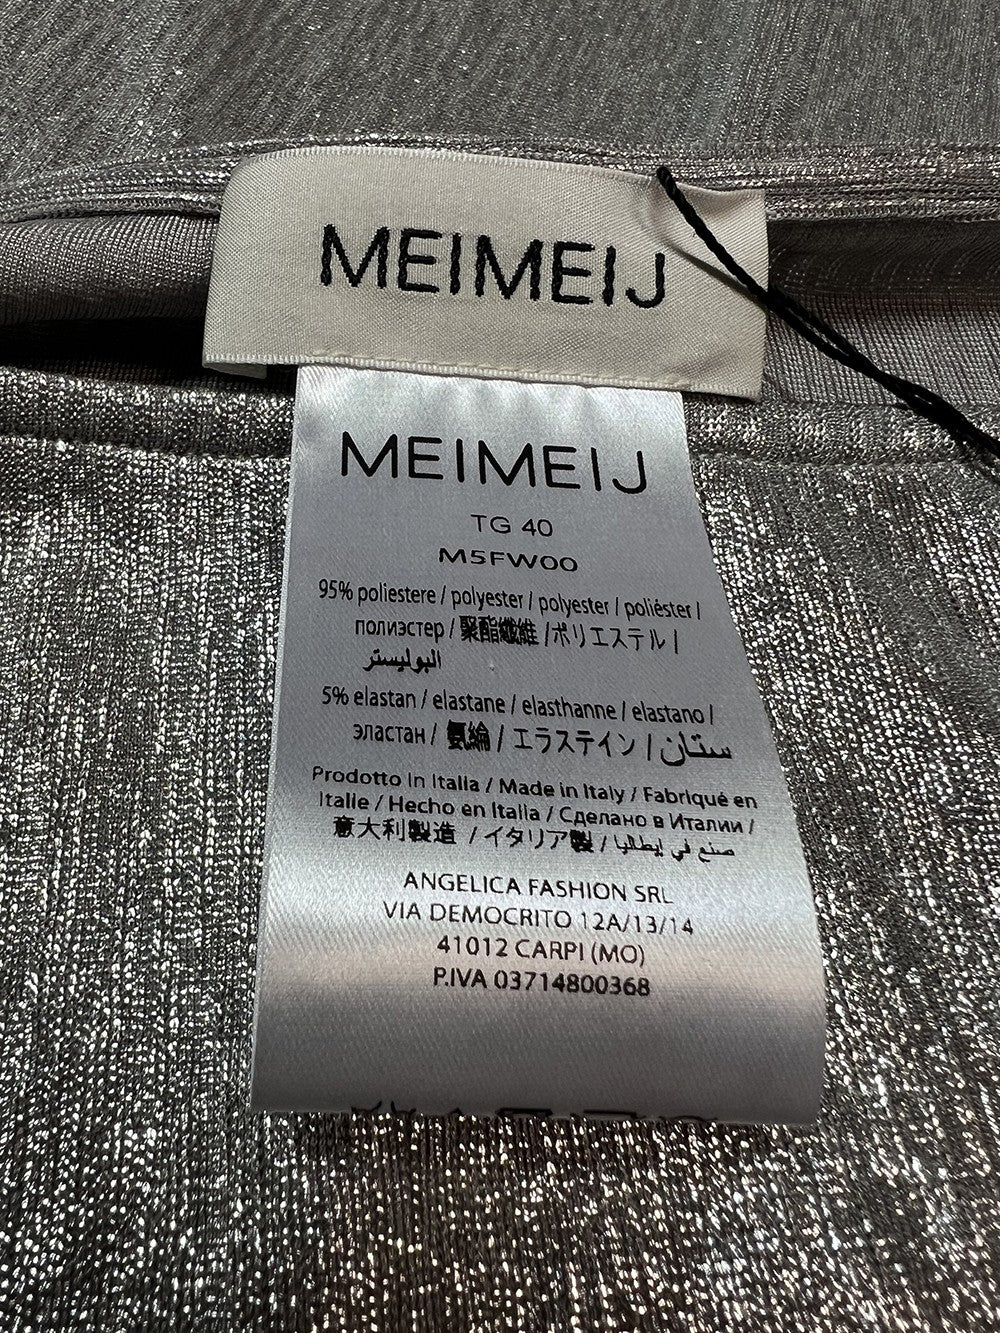 MEIMEIJ
MEIMEIJ
TG 40
M5FW00
95% poliestere / polyester / polyester / poliéster /
полиэстер / 聚酯纖維 / ポリエステル /
البوليستر
5% elastan / elastane / elasthanne / elastano /
эластан / 氨綸 / エラステイン / ستان
Prodotto in Italia / Made in Italy / Fabriqué en
Italie / Hecho en Italia / Сделано в Италии /
意大利製造 / イタリア製 / صنع في إيطاليا
ANGELICA FASHION SRL
VIA DEMOCRITO 12A/13/14
41012 CARPI (MO)
P.IVA 03714800368